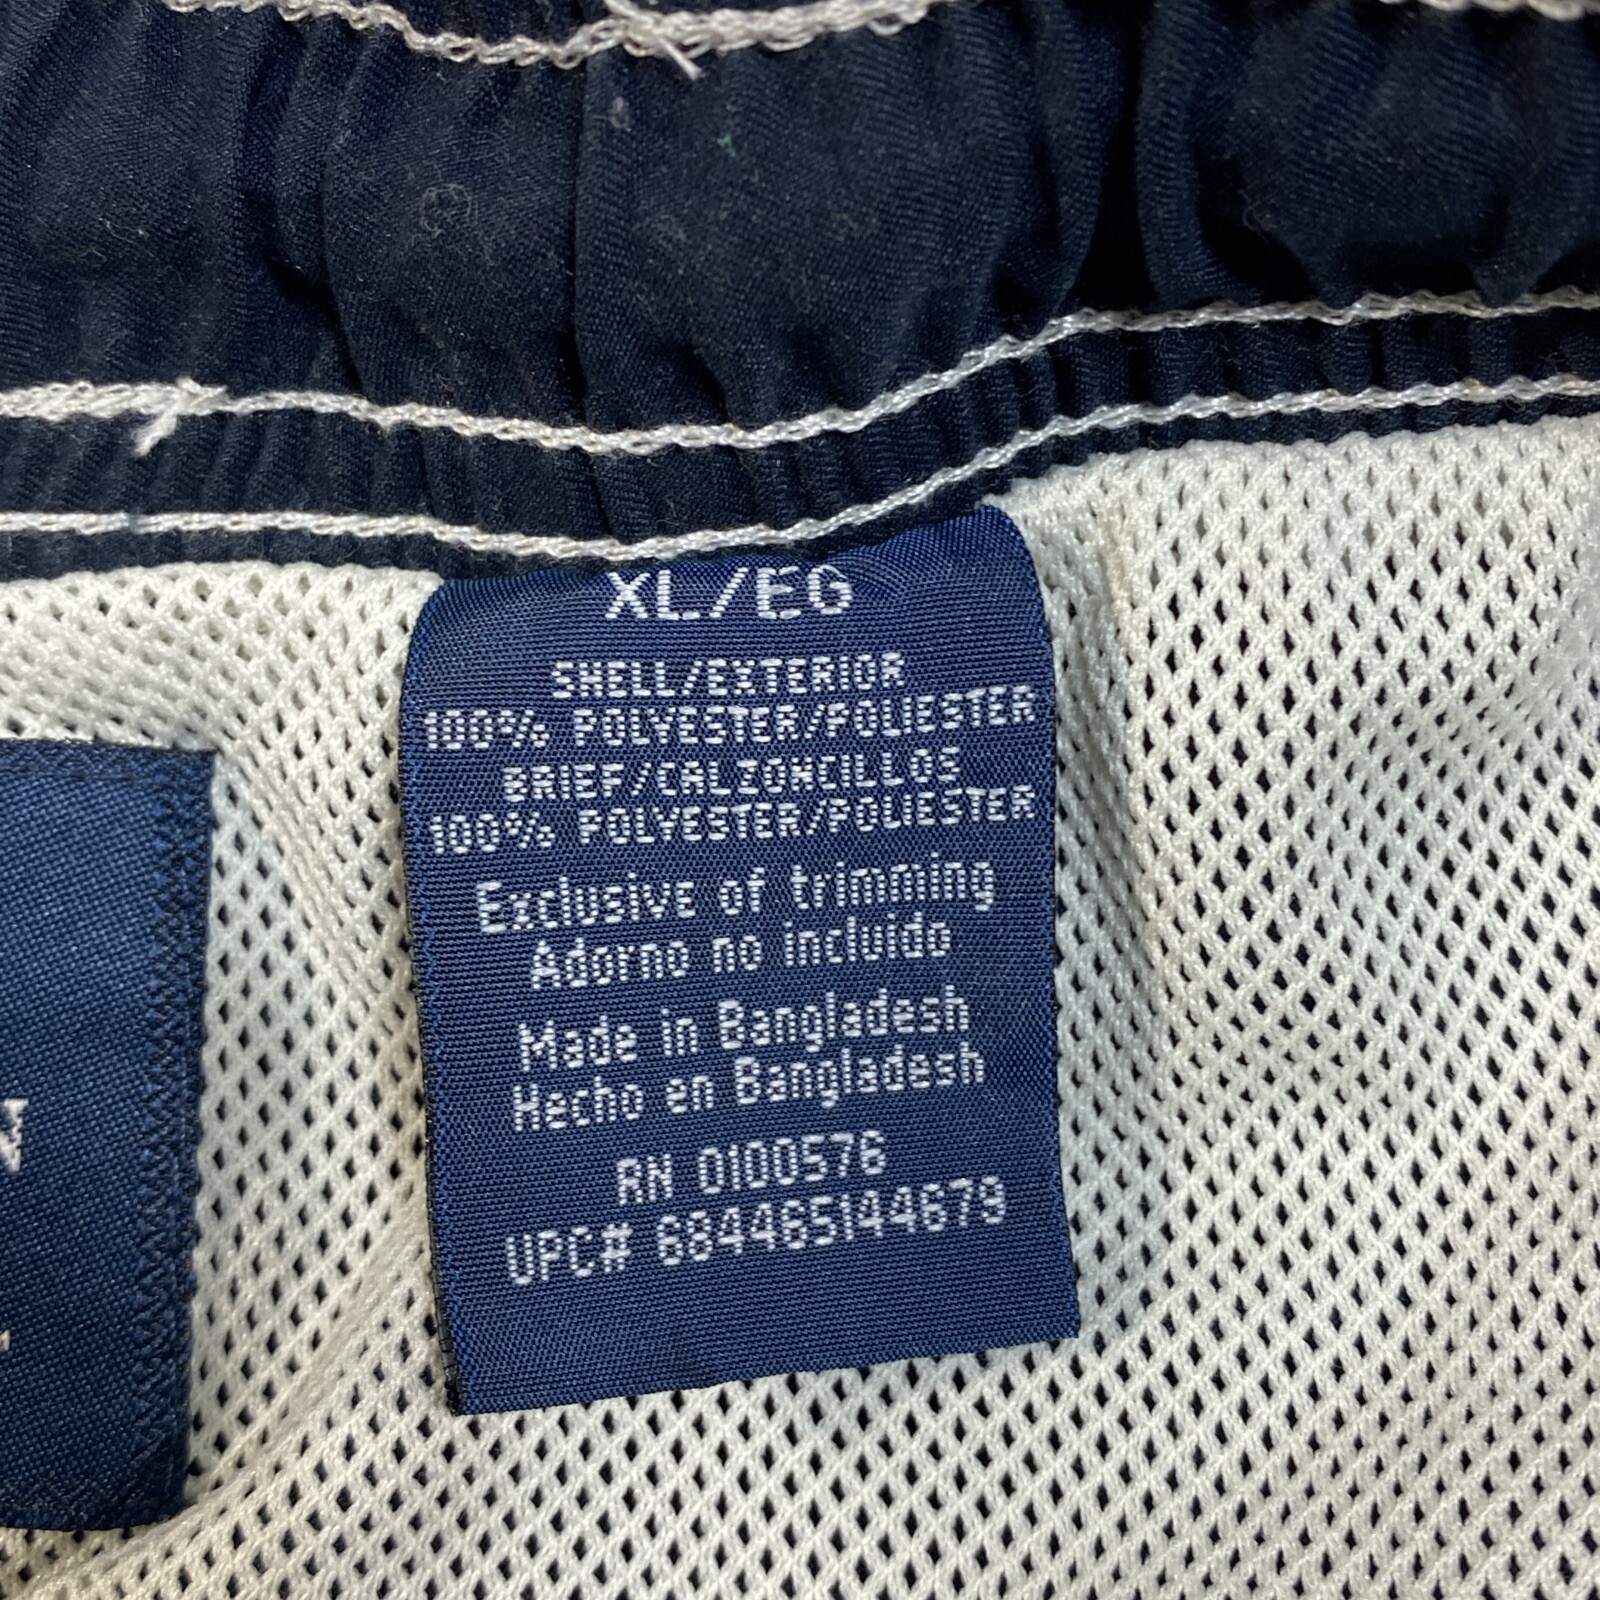 XL/EG
SHELL/EXTERIOR
100% POLYESTER/POLIESTER
BRIEF/CALZONCILLOS
100% POLYESTER/POLIESTER
Exclusive of trimming
Adorno no incluido
Made in Bangladesh
Hecho en Bangladesh
RN 0100576
UPC# 684465144679